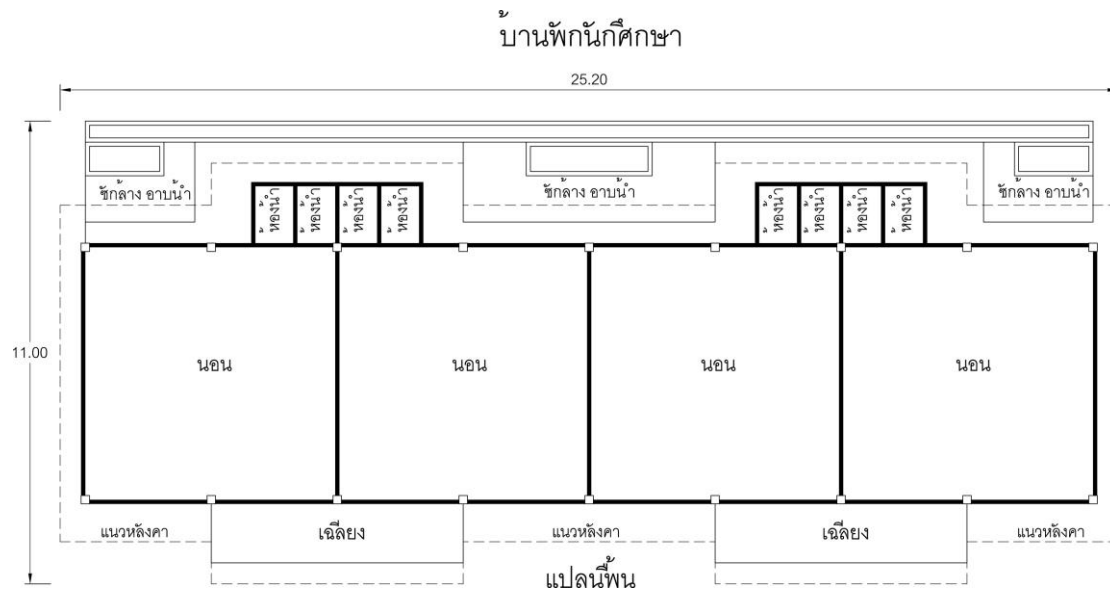 บ้านพักนักศึกษา
25.20
ซักล้าง อาบน้ำ ซักล้าง อาบน้ำ ซักล้าง อาบน้ำ
ห้องน้ำ ห้องน้ำ ห้องน้ำ ห้องน้ำ ห้องน้ำ ห้องน้ำ ห้องน้ำ ห้องน้ำ
11.00
นอน นอน นอน นอน
แนวหลังคา เฉลียง แนวหลังคา เฉลียง แนวหลังคา
แปลนพื้น